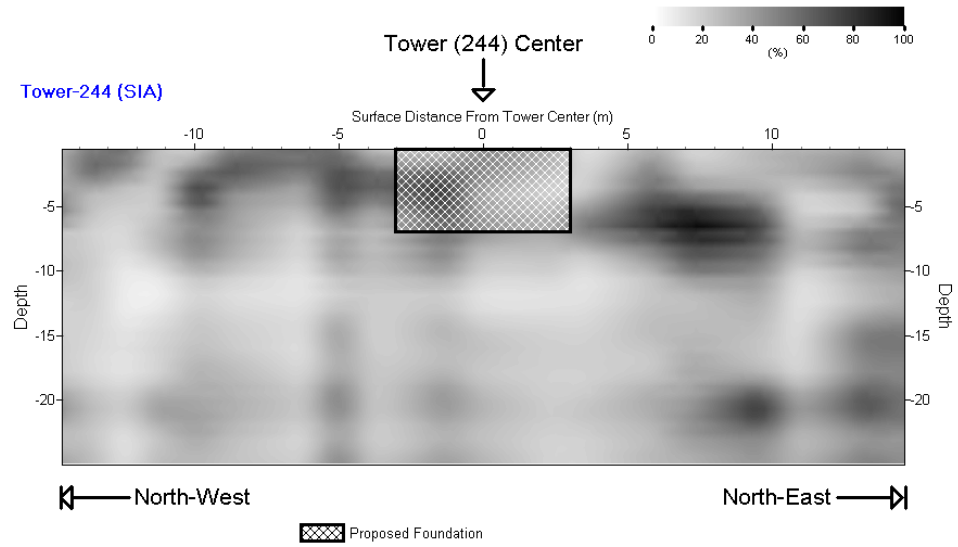 0 20 40 60 80 100
(%)
Tower (244) Center
Tower-244 (SIA)
Surface Distance From Tower Center (m)
-10 -5 0 5 10
-5 -5
-10 -10
Depth Depth
-15 -15
-20 -20
North-West North-East
Proposed Foundation